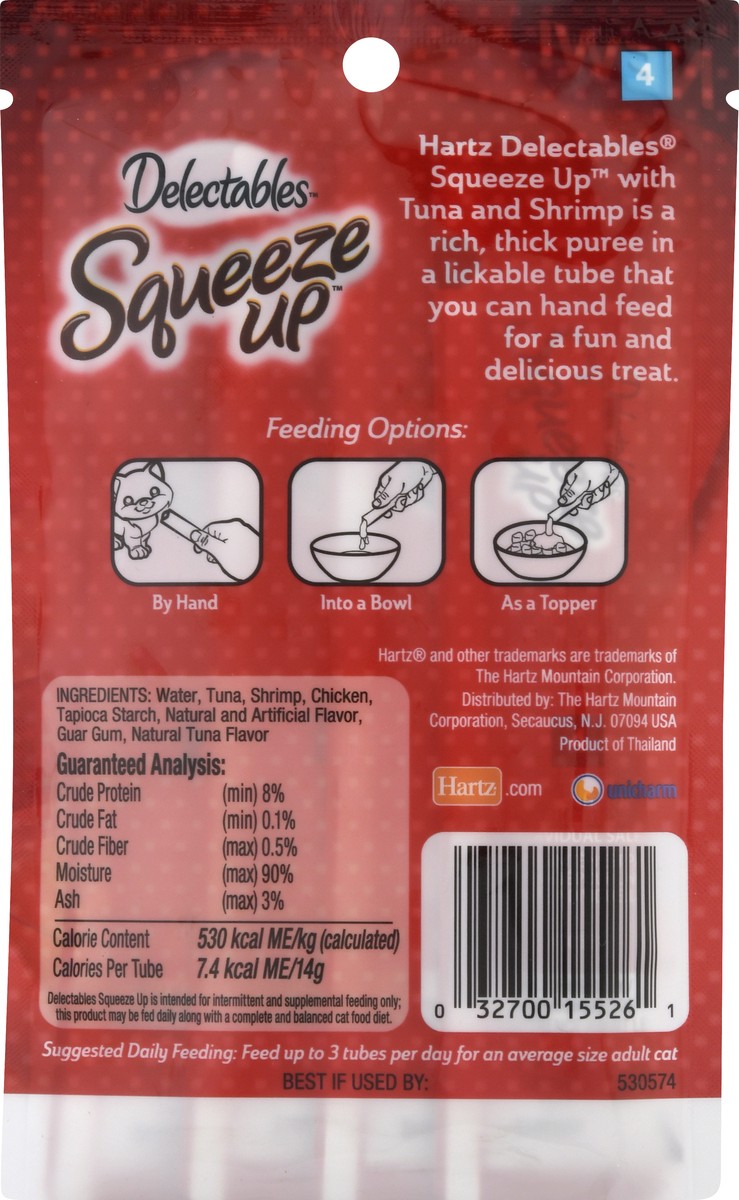 4
Delectables™
Squeeze
UP™
Hartz Delectables®
Squeeze Up™ with
Tuna and Shrimp is a
rich, thick puree in
a lickable tube that
you can hand feed
for a fun and
delicious treat.
Feeding Options:
By Hand
Into a Bowl
As a Topper
Hartz® and other trademarks are trademarks of
The Hartz Mountain Corporation.
Distributed by: The Hartz Mountain
Corporation, Secaucus, N.J. 07094 USA
Product of Thailand
Hartz .com
unicharm
INGREDIENTS: Water, Tuna, Shrimp, Chicken,
Tapioca Starch, Natural and Artificial Flavor,
Guar Gum, Natural Tuna Flavor
Guaranteed Analysis:
Crude Protein (min) 8%
Crude Fat (min) 0.1%
Crude Fiber (max) 0.5%
Moisture (max) 90%
Ash (max) 3%
Calorie Content 530 kcal ME/kg (calculated)
Calories Per Tube 7.4 kcal ME/14g
Delectables Squeeze Up is intended for intermittent and supplemental feeding only;
this product may be fed daily along with a complete and balanced cat food diet.
0 32700 15526 1
Suggested Daily Feeding: Feed up to 3 tubes per day for an average size adult cat
BEST IF USED BY: 530574